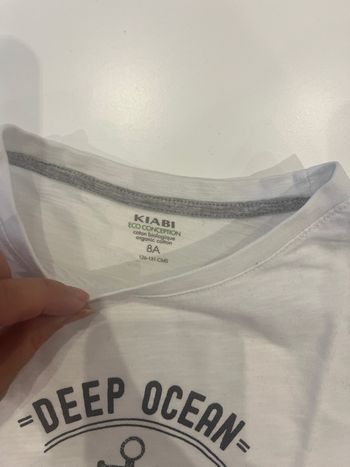 KIABI
ECO CONCEPTION
coton biologique
organic cotton
8A
126-131 CM
=DEEP OCEAN=